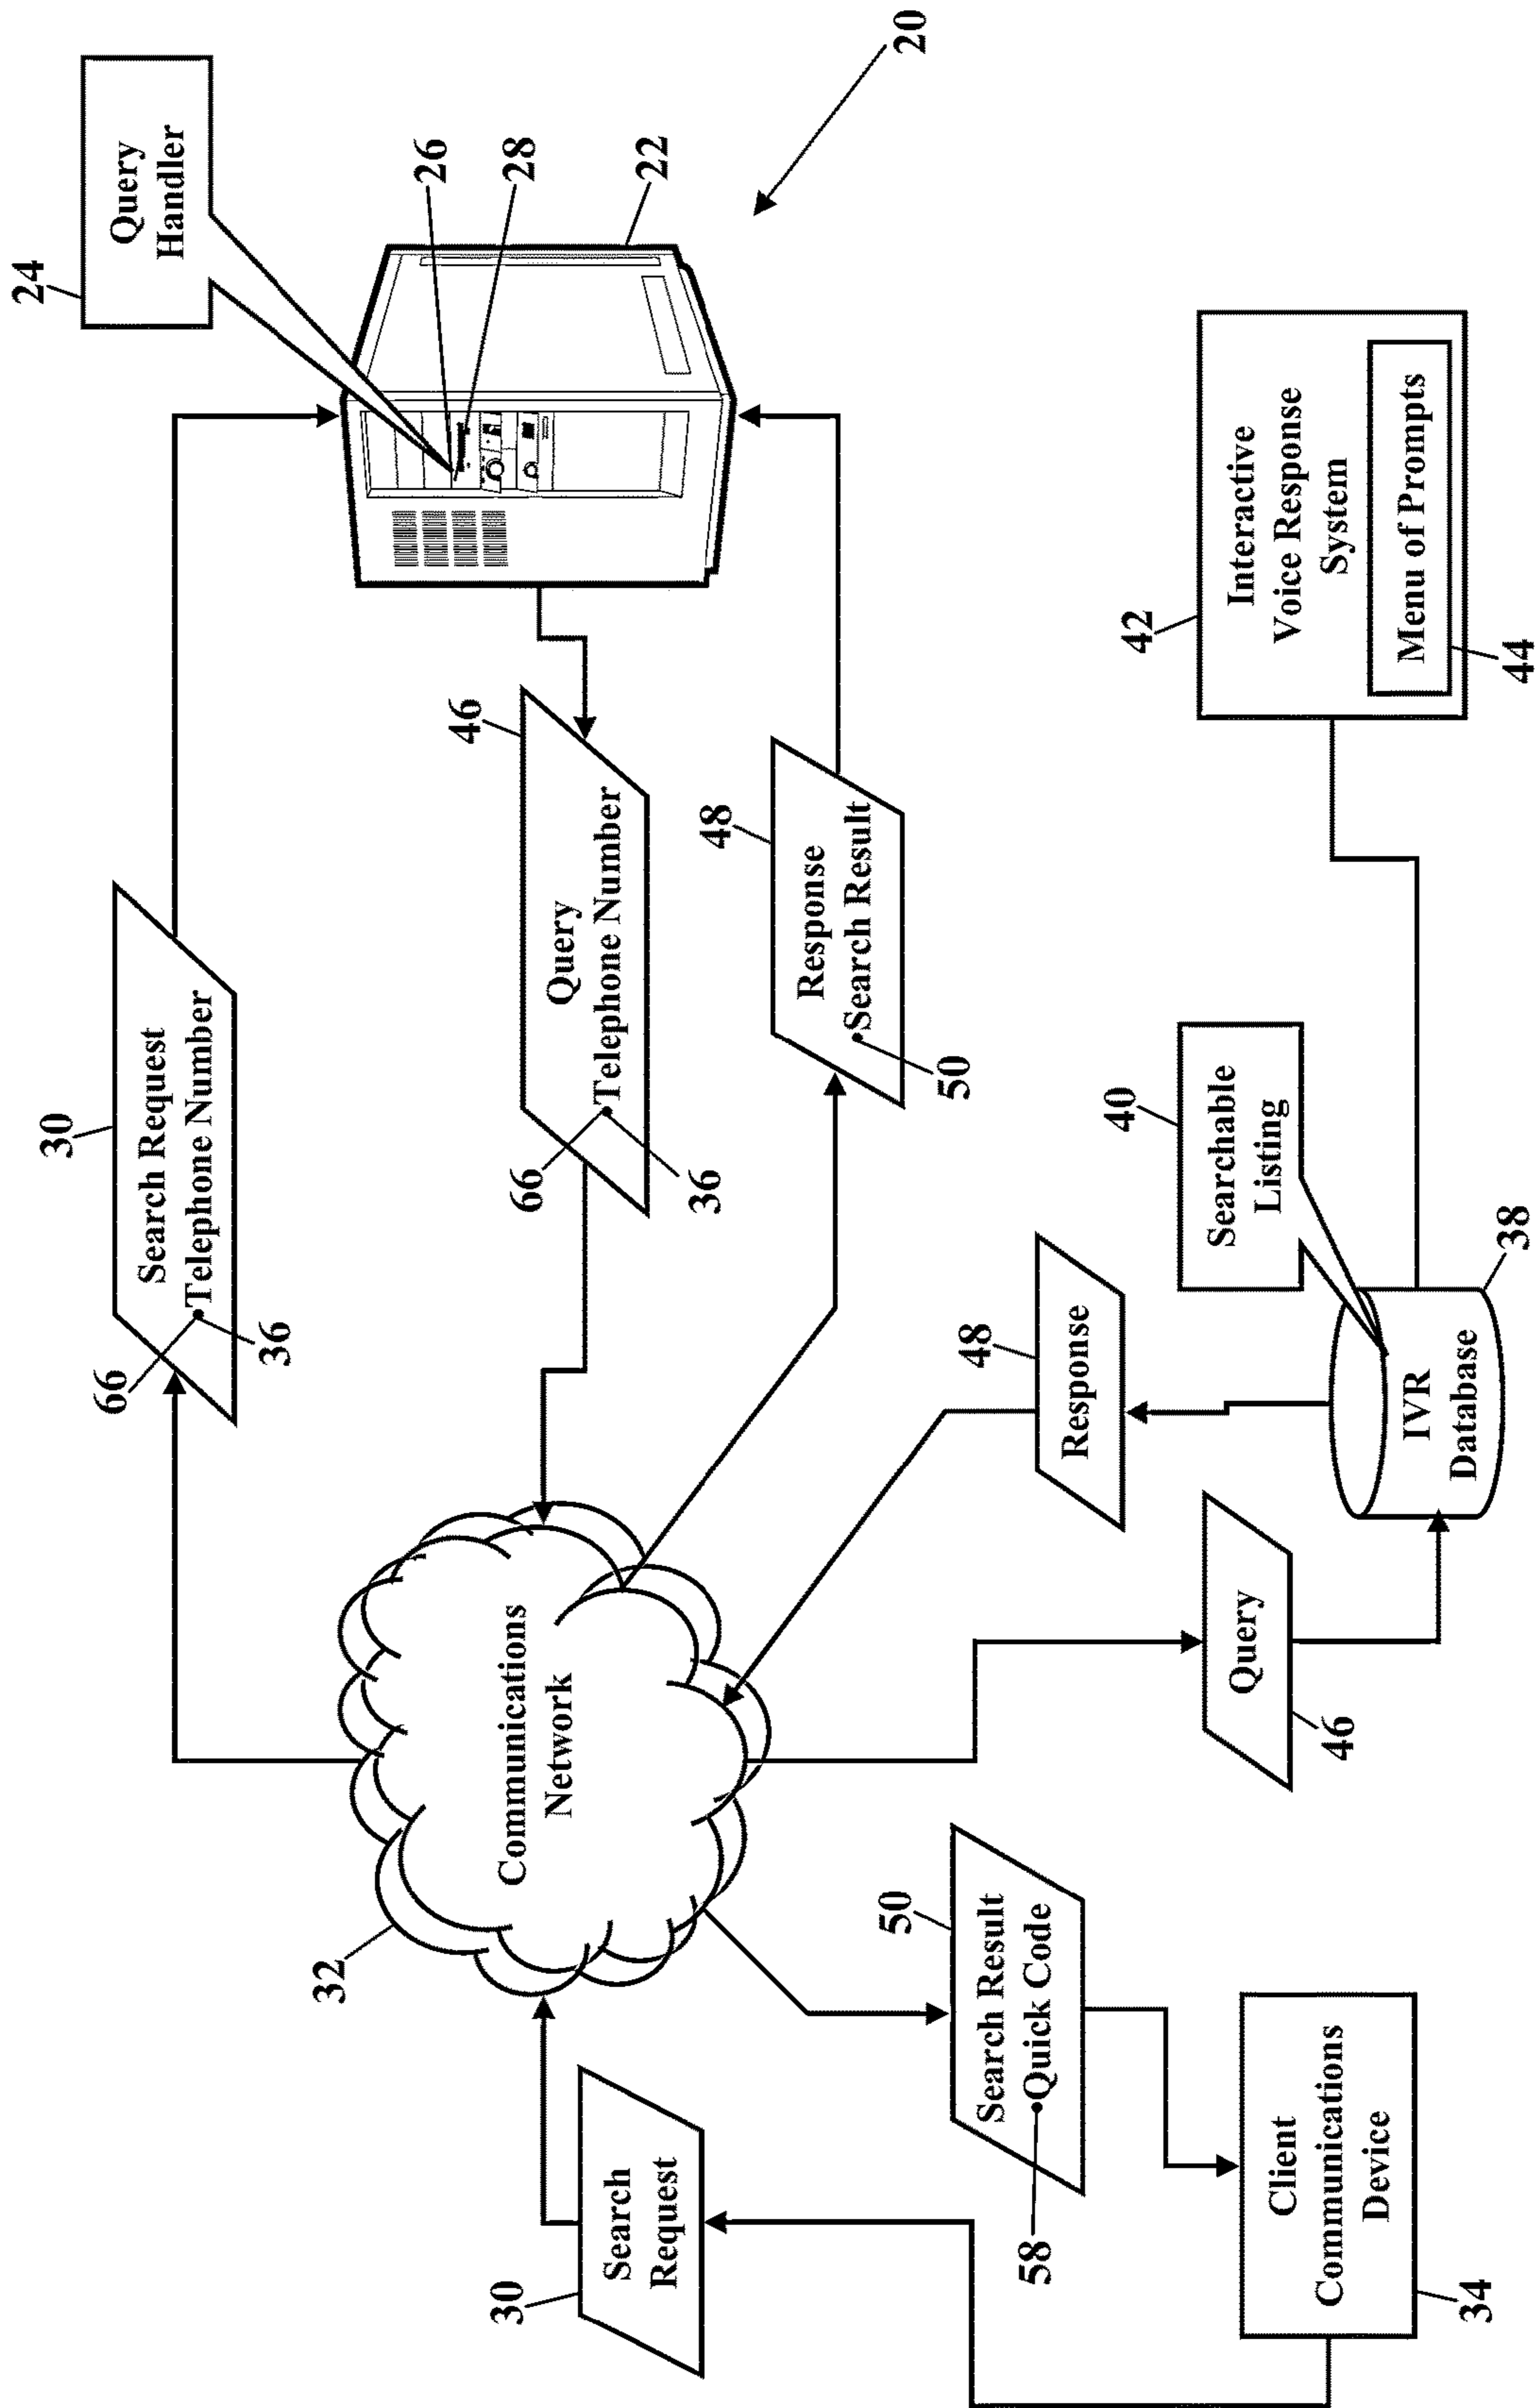 30
Search Request
Telephone Number
66
36
24
Query
Handler
26
28
22
20
46
Query
Telephone Number
66
36
48
Response
Search Result
50
32
Communications
Network
30
Search
Request
50
Search Result
Quick Code
58
Client
Communications
Device
34
48
Response
Query
46
40
Searchable
Listing
IVR
Database
38
42
Interactive
Voice Response
System
Menu of Prompts
44